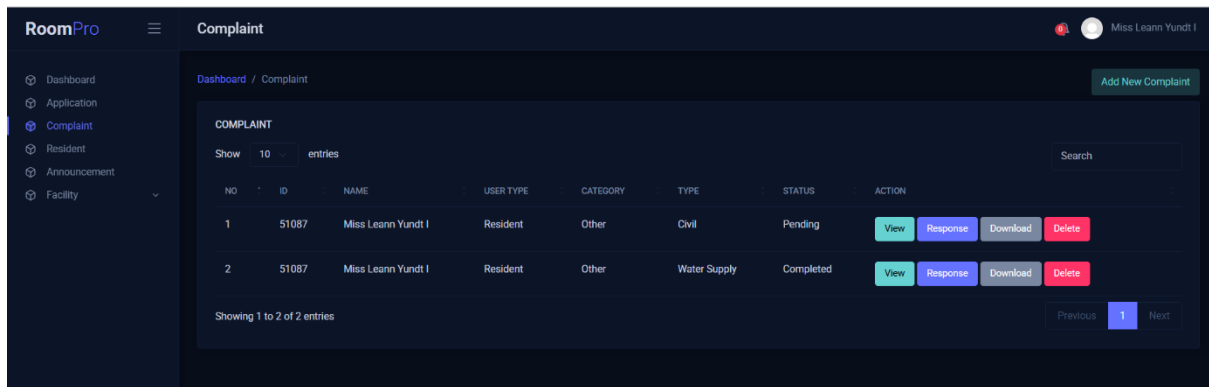 RoomPro
Complaint
0
Miss Leann Yundt I
Dashboard
Application
Complaint
Resident
Announcement
Facility
Dashboard / Complaint
Add New Complaint
COMPLAINT
Show 10 entries
Search
NO ID NAME USER TYPE CATEGORY TYPE STATUS ACTION
1 51087 Miss Leann Yundt I Resident Other Civil Pending View Response Download Delete
2 51087 Miss Leann Yundt I Resident Other Water Supply Completed View Response Download Delete
Showing 1 to 2 of 2 entries
Previous 1 Next